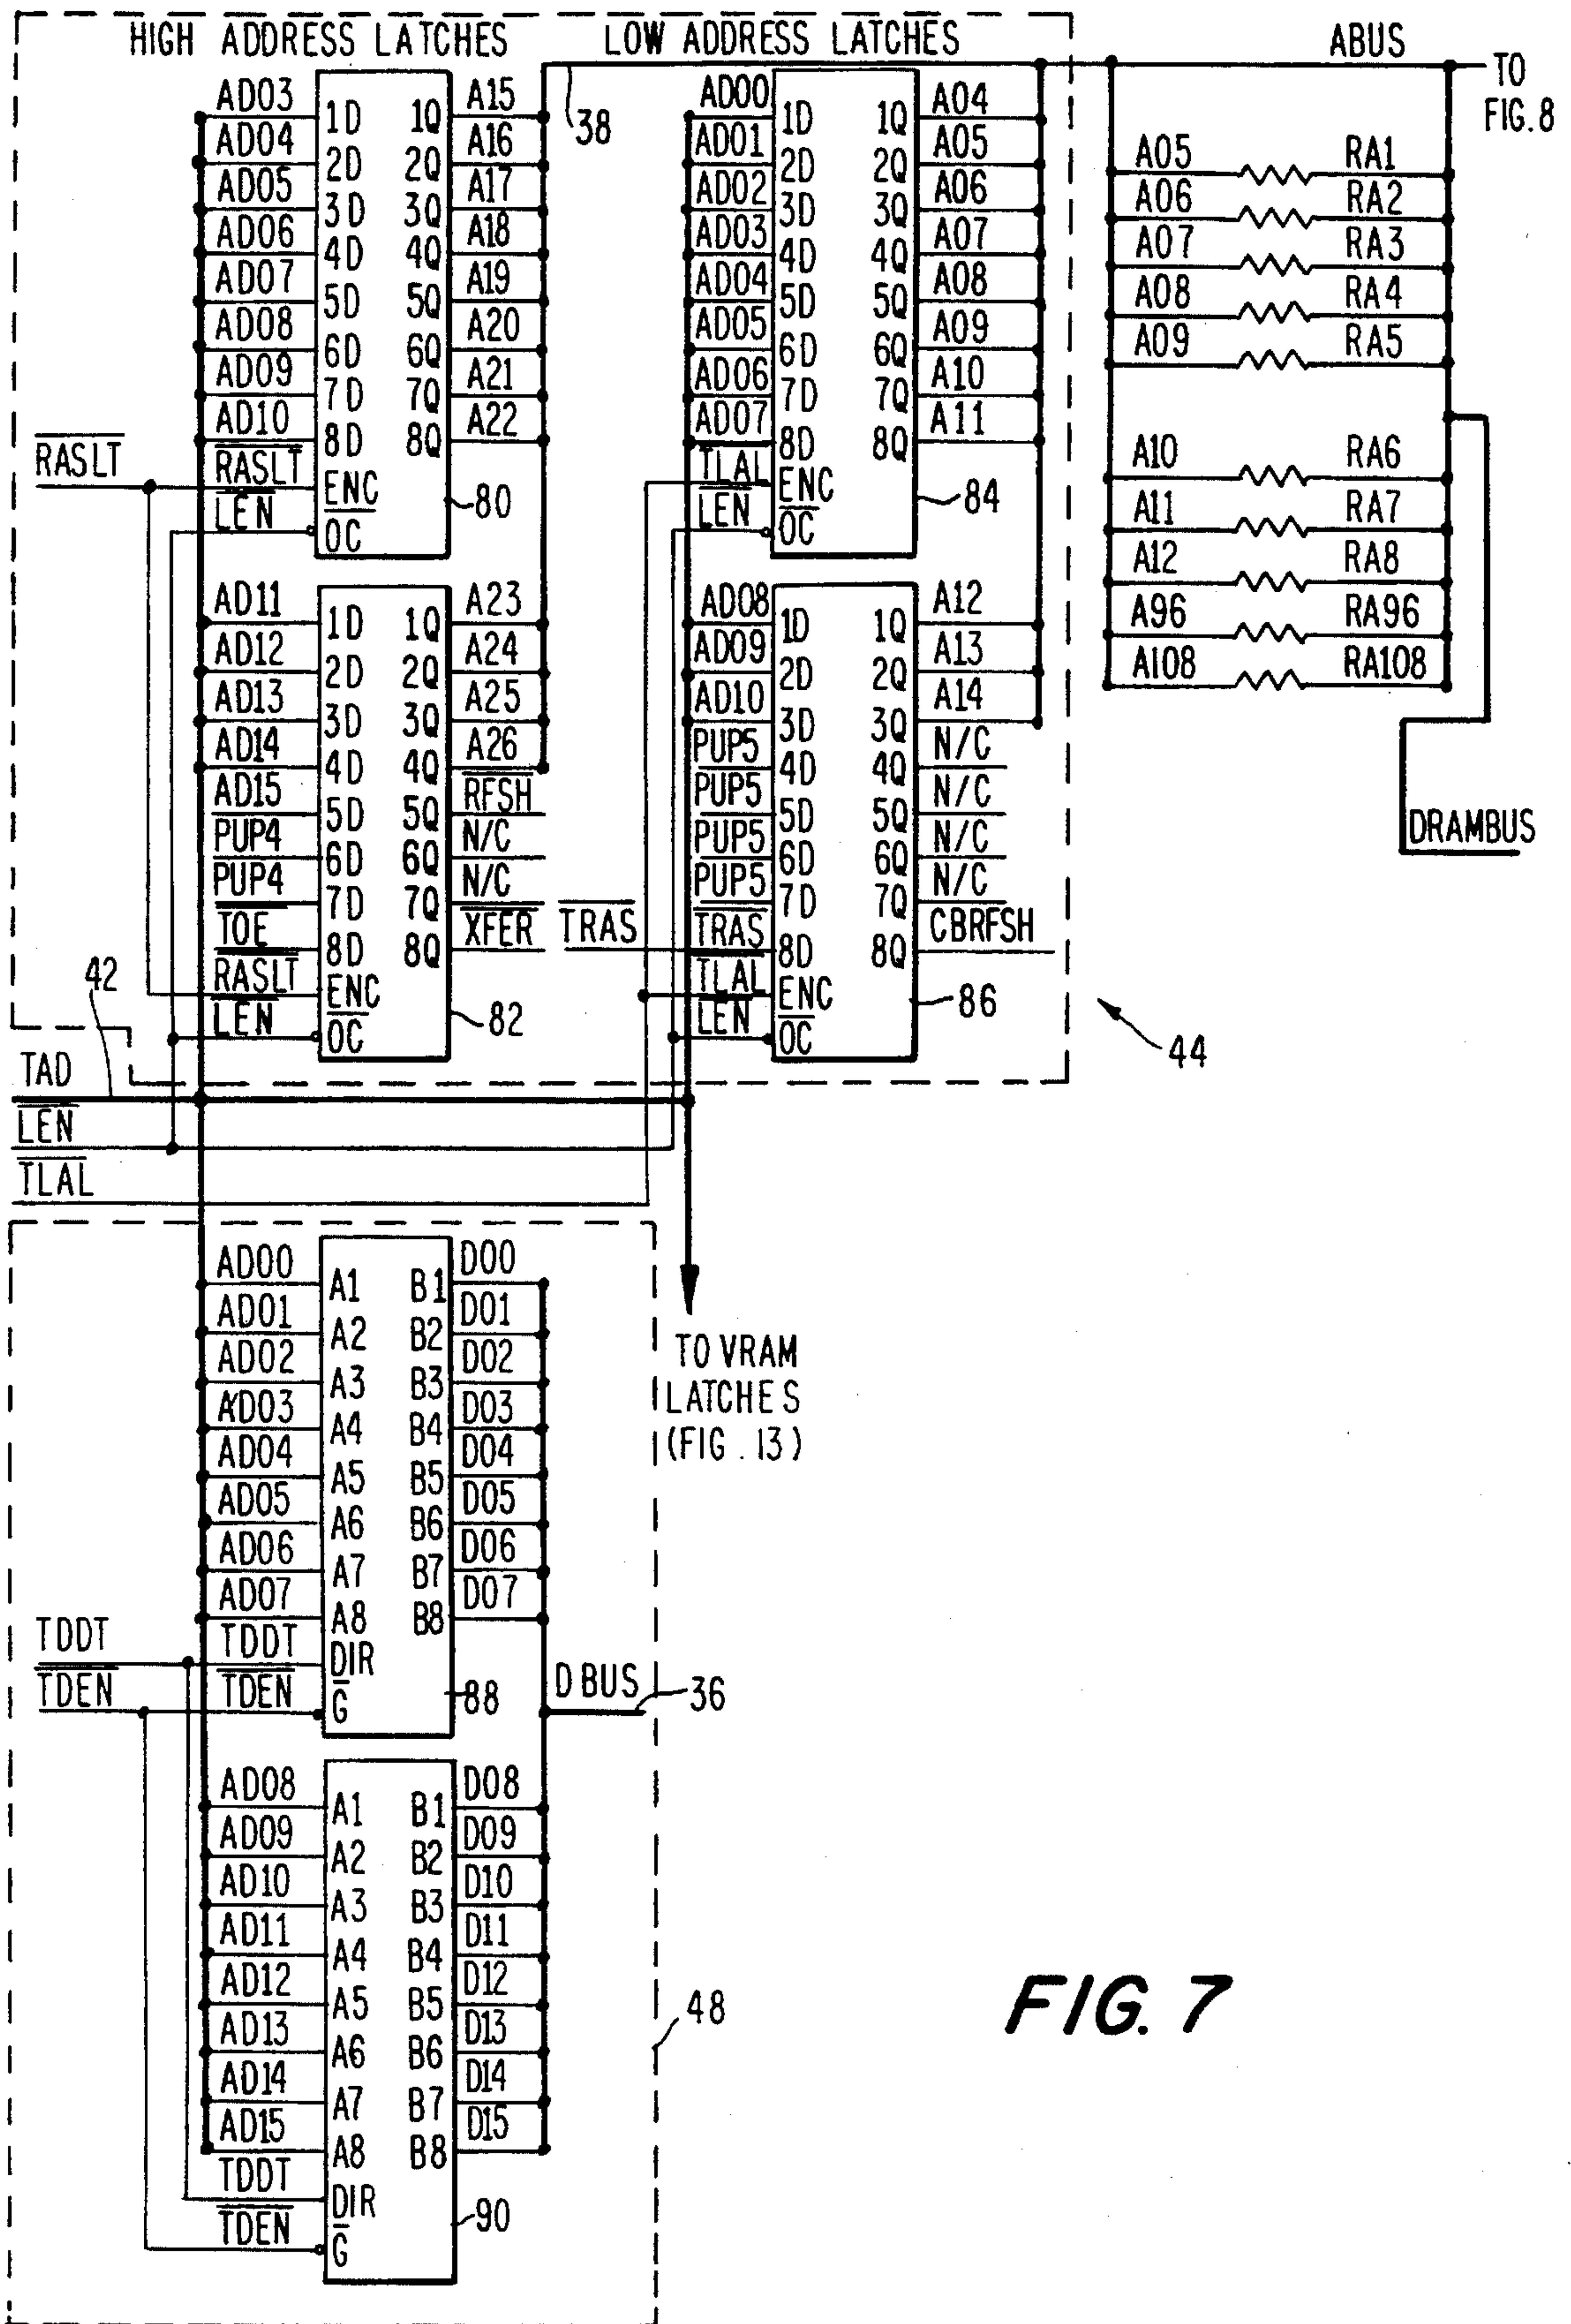 HIGH ADDRESS LATCHES
AD03 1D 1Q A15
AD04 2D 2Q A16
AD05 3D 3Q A17
AD06 4D 4Q A18
AD07 5D 5Q A19
AD08 6D 6Q A20
AD09 7D 7Q A21
AD10 8D 8Q A22
RASLT RASLT ENC
LEN OC
80
AD11 1D 1Q A23
AD12 2D 2Q A24
AD13 3D 3Q A25
AD14 4D 4Q A26
AD15 5D 5Q RFSH
PUP4 6D 6Q N/C
PUP4 7D 7Q N/C
TOE 8D 8Q XFER
RASLT ENC
LEN OC
82
LOW ADDRESS LATCHES
38
AD00 1D 1Q A04
AD01 2D 2Q A05
AD02 3D 3Q A06
AD03 4D 4Q A07
AD04 5D 5Q A08
AD05 6D 6Q A09
AD06 7D 7Q A10
AD07 8D 8Q A11
TLAL ENC
LEN OC
84
AD08 1D 1Q A12
AD09 2D 2Q A13
AD10 3D 3Q A14
PUP5 4D 4Q N/C
PUP5 5D 5Q N/C
PUP5 6D 6Q N/C
PUP5 7D 7Q N/C
TRAS TRAS 8D 8Q CBRFSH
TLAL ENC
LEN OC
86
ABUS
TO
FIG. 8
A05 RA1
A06 RA2
A07 RA3
A08 RA4
A09 RA5
A10 RA6
A11 RA7
A12 RA8
A96 RA96
A108 RA108
DRAMBUS
44
42
TAD
LEN
TLAL
AD00 A1 B1 D00
AD01 A2 B2 D01
AD02 A3 B3 D02
AD03 A4 B4 D03
AD04 A5 B5 D04
AD05 A6 B6 D05
AD06 A7 B7 D06
AD07 A8 B8 D07
TDDT TDDT DIR
TDEN TDEN G
88
TO VRAM
LATCHES
(FIG. 13)
D BUS
36
AD08 A1 B1 D08
AD09 A2 B2 D09
AD10 A3 B3 D10
AD11 A4 B4 D11
AD12 A5 B5 D12
AD13 A6 B6 D13
AD14 A7 B7 D14
AD15 A8 B8 D15
TDDT DIR
TDEN G
90
48
FIG. 7